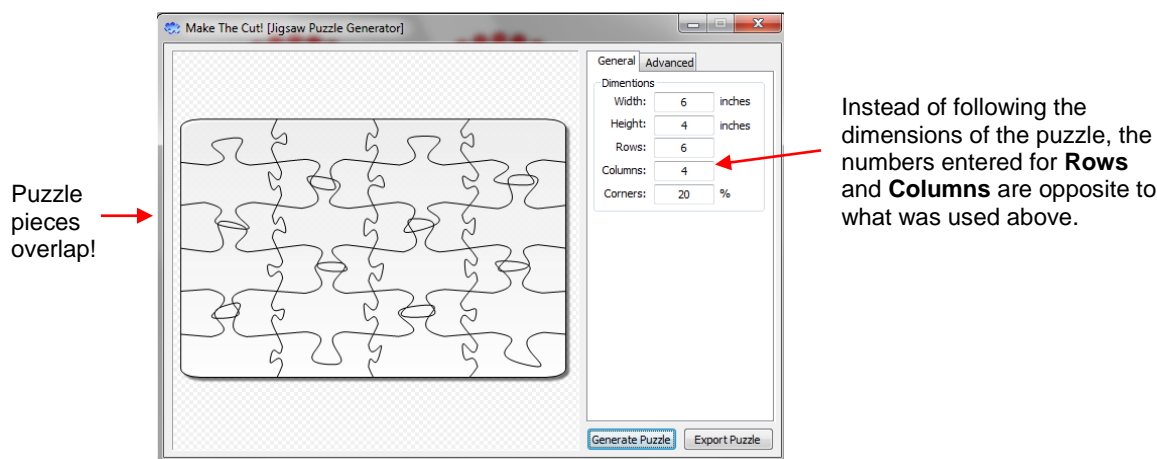 Make The Cut! [Jigsaw Puzzle Generator]
General
Advanced
Dimentions
Width: 6 inches
Height: 4 inches
Rows: 6
Columns: 4
Corners: 20 %
Generate Puzzle
Export Puzzle
Puzzle
pieces
overlap!
Instead of following the
dimensions of the puzzle, the
numbers entered for Rows
and Columns are opposite to
what was used above.